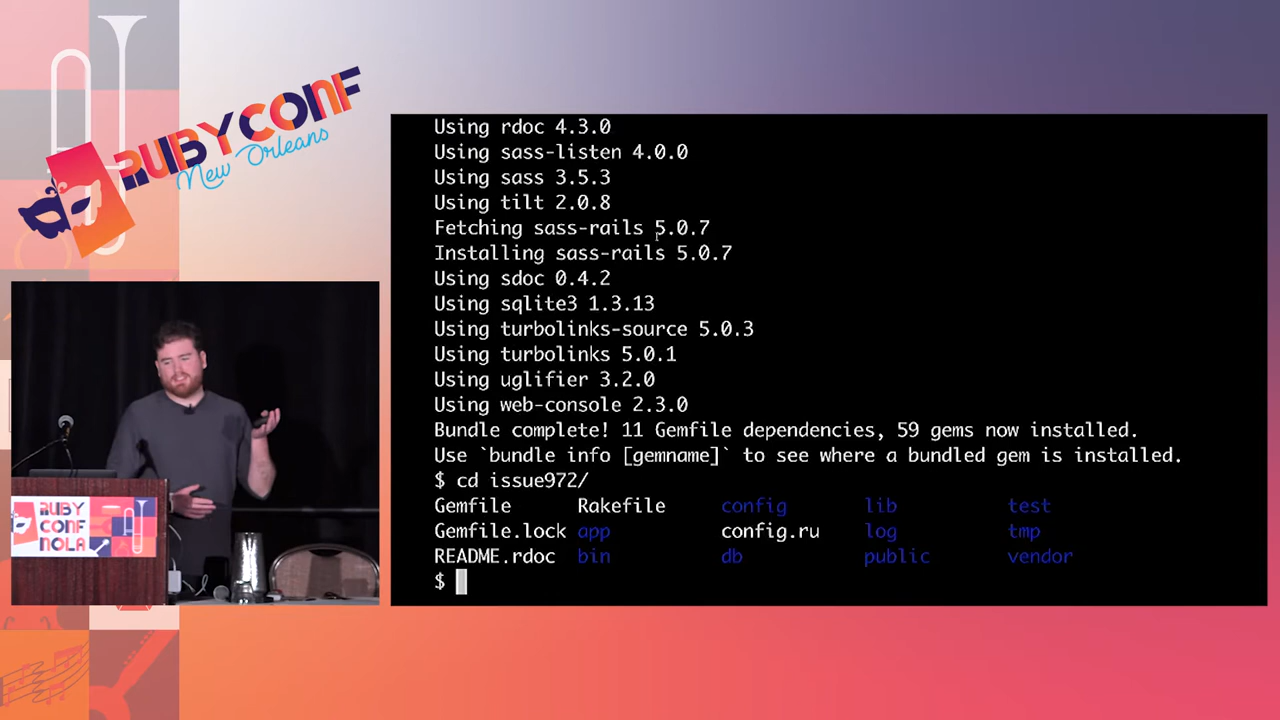 RUBYCONF
New Orleans
Using rdoc 4.3.0
Using sass-listen 4.0.0
Using sass 3.5.3
Using tilt 2.0.8
Fetching sass-rails 5.0.7
Installing sass-rails 5.0.7
Using sdoc 0.4.2
Using sqlite3 1.3.13
Using turbolinks-source 5.0.3
Using turbolinks 5.0.1
Using uglifier 3.2.0
Using web-console 2.3.0
Bundle complete! 11 Gemfile dependencies, 59 gems now installed.
Use `bundle info [gemname]` to see where a bundled gem is installed.
$ cd issue972/
Gemfile Rakefile config lib test
Gemfile.lock app config.ru log tmp
README.rdoc bin db public vendor
$
RUBY
CONF
NOLA